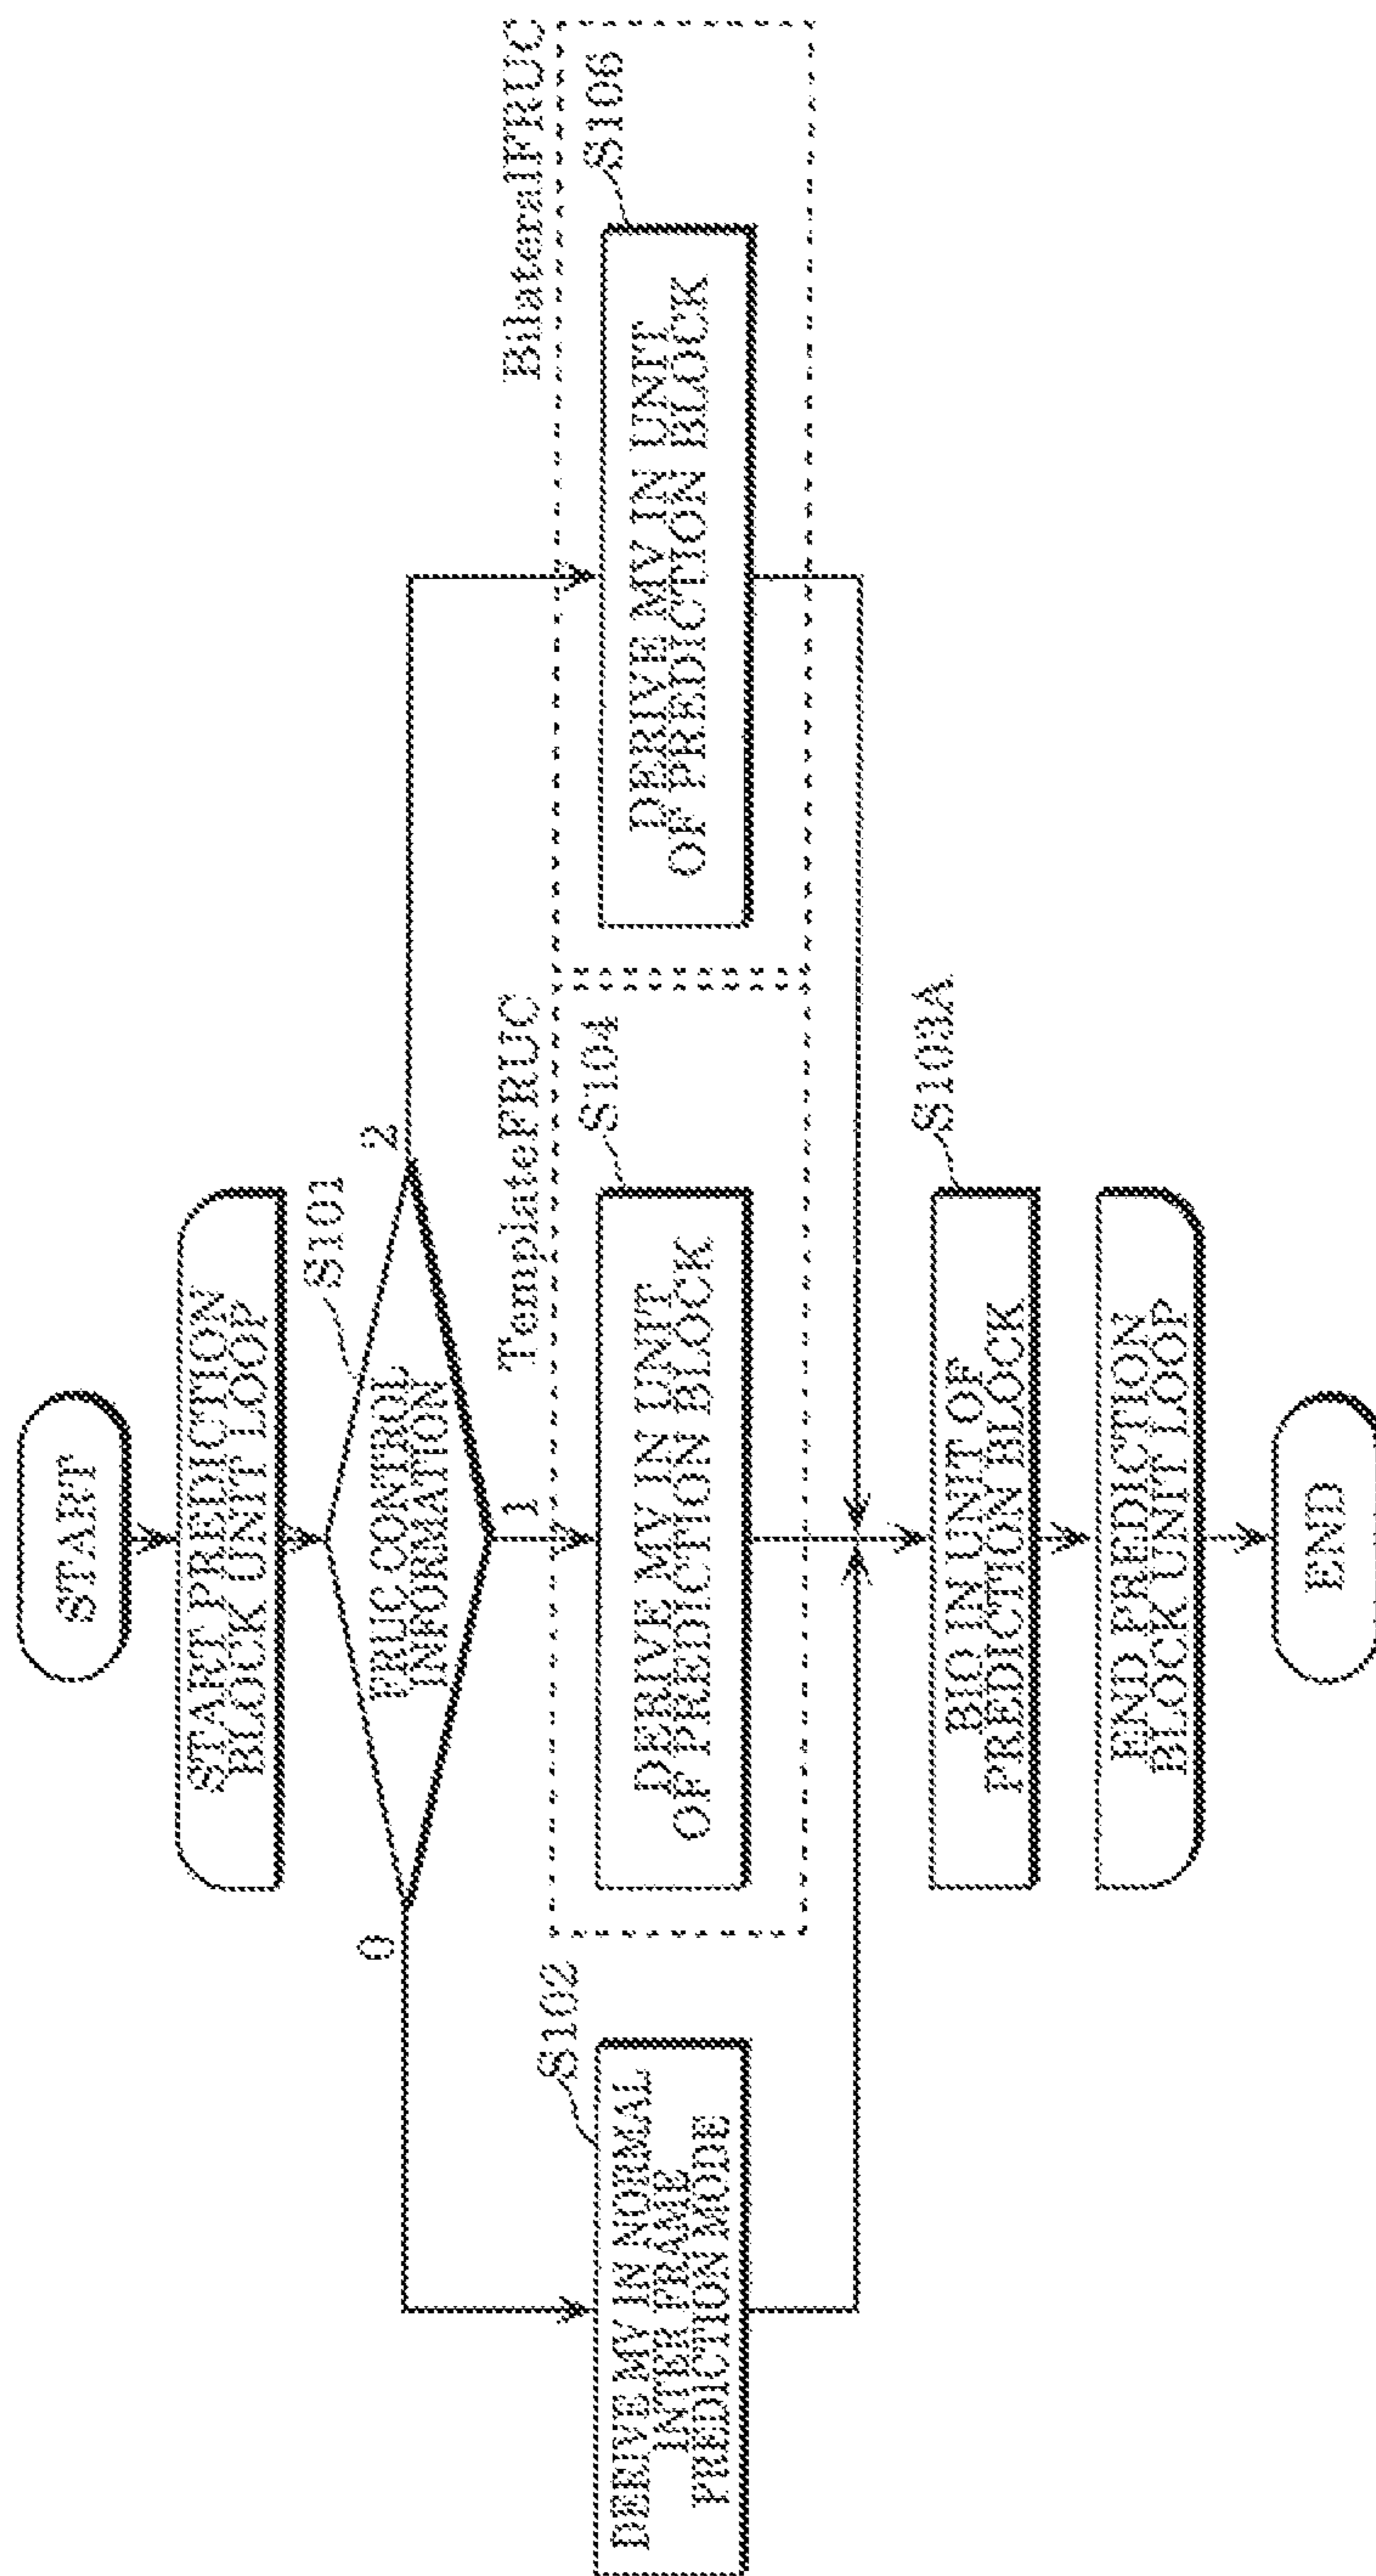 START
START PREDICTION
BLOCK UNIT LOOP
S101
FRUC CONTROL
INFORMATION
0
1
2
S102
DERIVE MV IN NORMAL
INTER FRAME
PREDICTION MODE
TemplateFRUC
S104
DERIVE MV IN UNIT
OF PREDICTION BLOCK
BilateralFRUC
S106
DERIVE MV IN UNIT
OF PREDICTION BLOCK
S103A
BIO IN UNIT OF
PREDICTION BLOCK
END PREDICTION
BLOCK UNIT LOOP
END